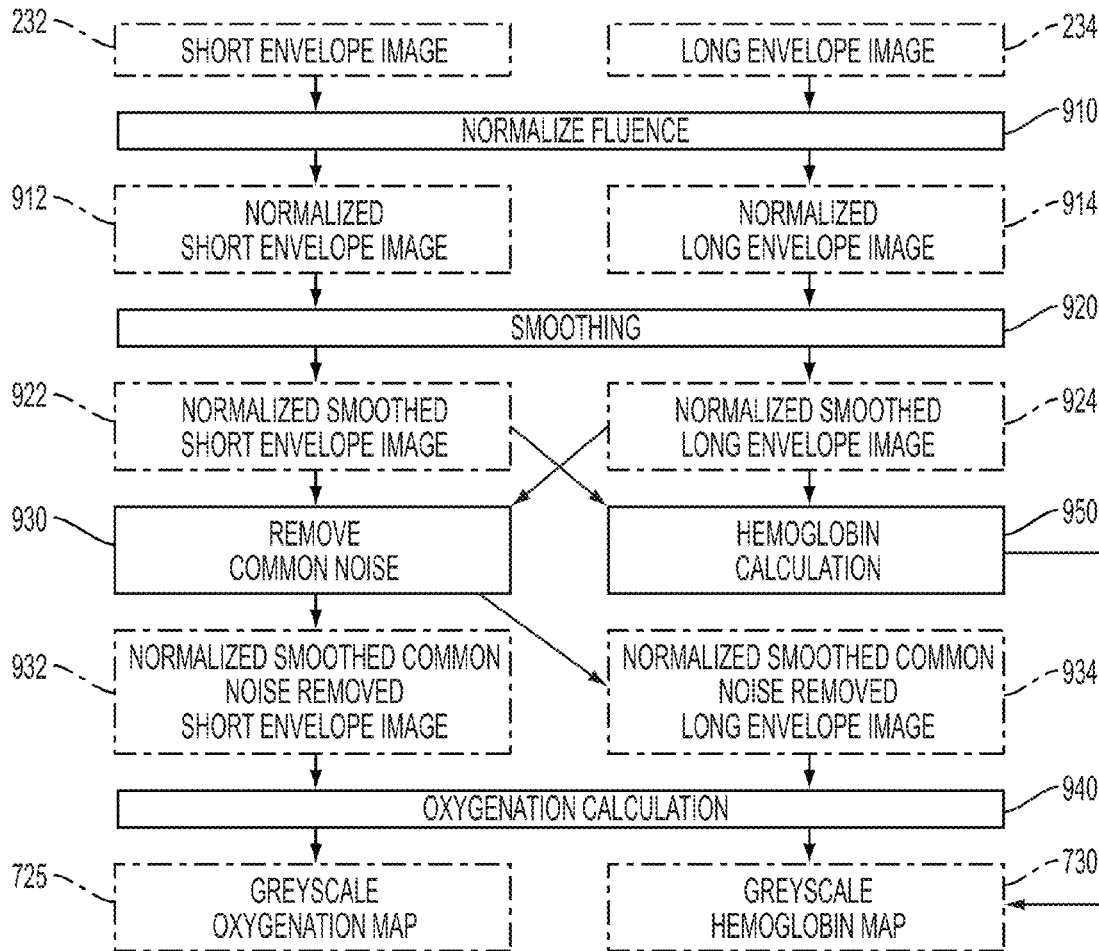 232
SHORT ENVELOPE IMAGE
LONG ENVELOPE IMAGE
234
NORMALIZE FLUENCE
910
912
NORMALIZED
SHORT ENVELOPE IMAGE
NORMALIZED
LONG ENVELOPE IMAGE
914
SMOOTHING
920
922
NORMALIZED SMOOTHED
SHORT ENVELOPE IMAGE
NORMALIZED SMOOTHED
LONG ENVELOPE IMAGE
924
930
REMOVE
COMMON NOISE
HEMOGLOBIN
CALCULATION
950
932
NORMALIZED SMOOTHED COMMON
NOISE REMOVED
SHORT ENVELOPE IMAGE
NORMALIZED SMOOTHED COMMON
NOISE REMOVED
LONG ENVELOPE IMAGE
934
OXYGENATION CALCULATION
940
725
GREYSCALE
OXYGENATION MAP
GREYSCALE
HEMOGLOBIN MAP
730